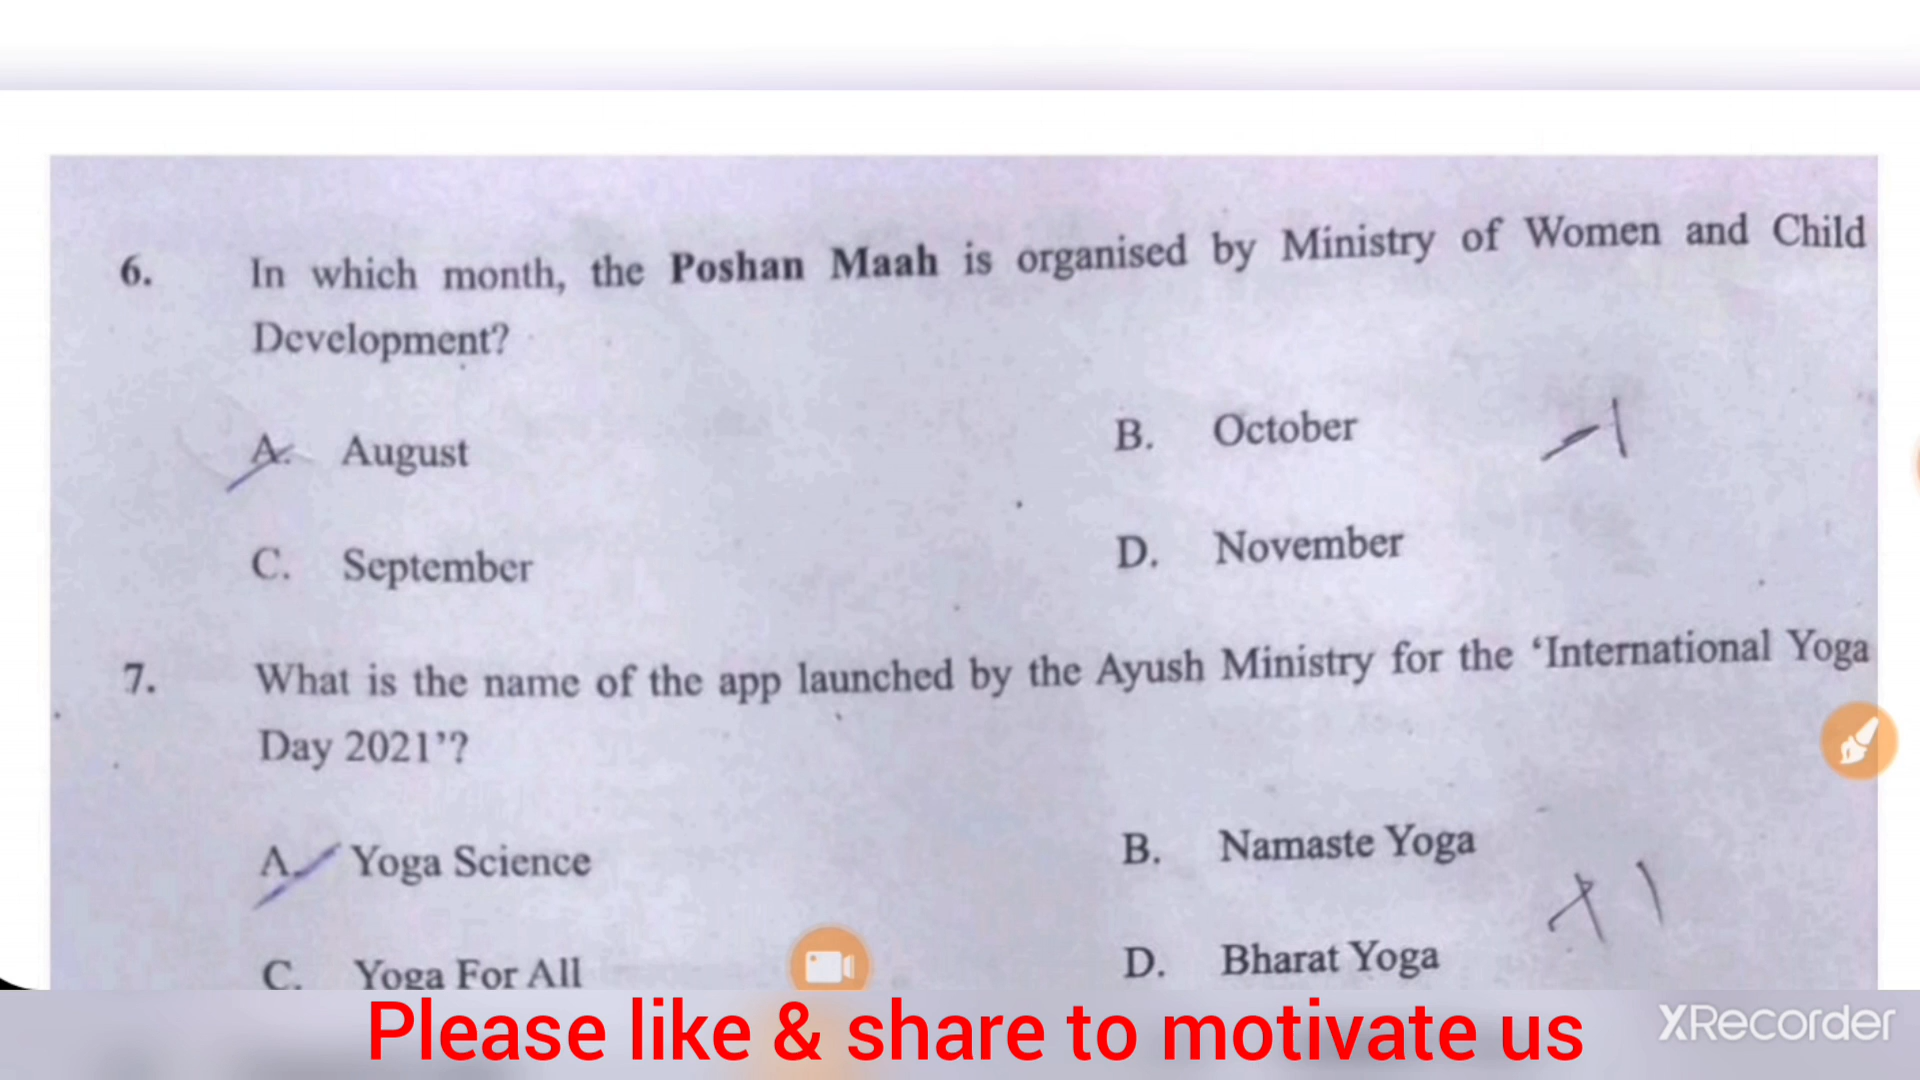 6. In which month, the Poshan Maah is organised by Ministry of Women and Child
Development?
A. August
B. October
C. September
D. November
7. What is the name of the app launched by the Ayush Ministry for the ‘International Yoga
Day 2021’?
A. Yoga Science
B. Namaste Yoga
C. Yoga For All
D. Bharat Yoga
Please like & share to motivate us
XRecorder